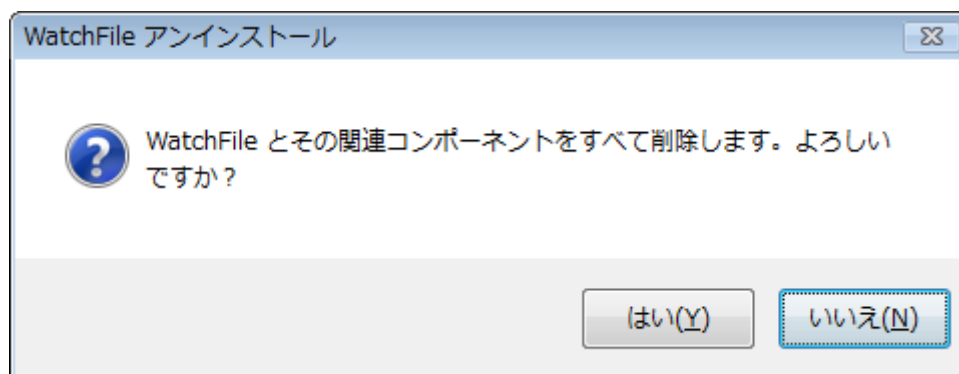 WatchFile アンインストール
WatchFile とその関連コンポーネントをすべて削除します。よろしい
ですか？
はい(Y)
いいえ(N)